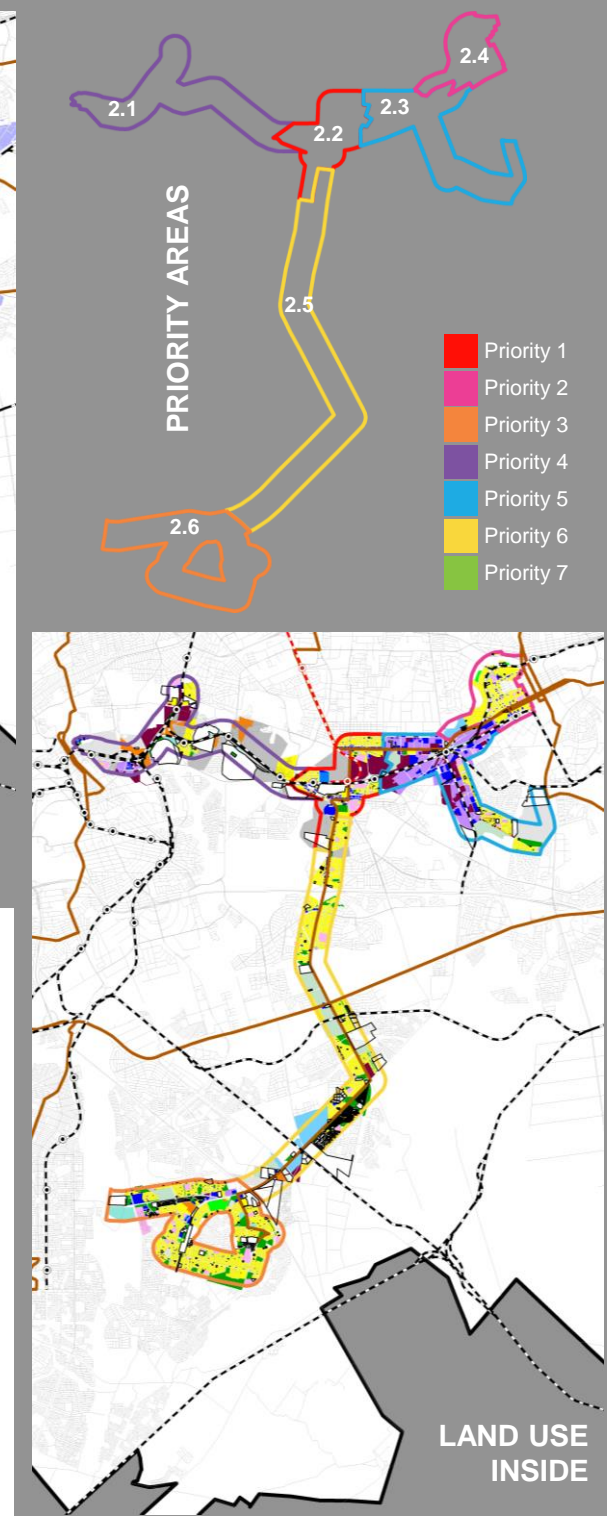 2.4
2.1
2.3
2.2
PRIORITY AREAS
2.5
Priority 1
Priority 2
Priority 3
Priority 4
Priority 5
Priority 6
Priority 7
2.6
LAND USE
INSIDE